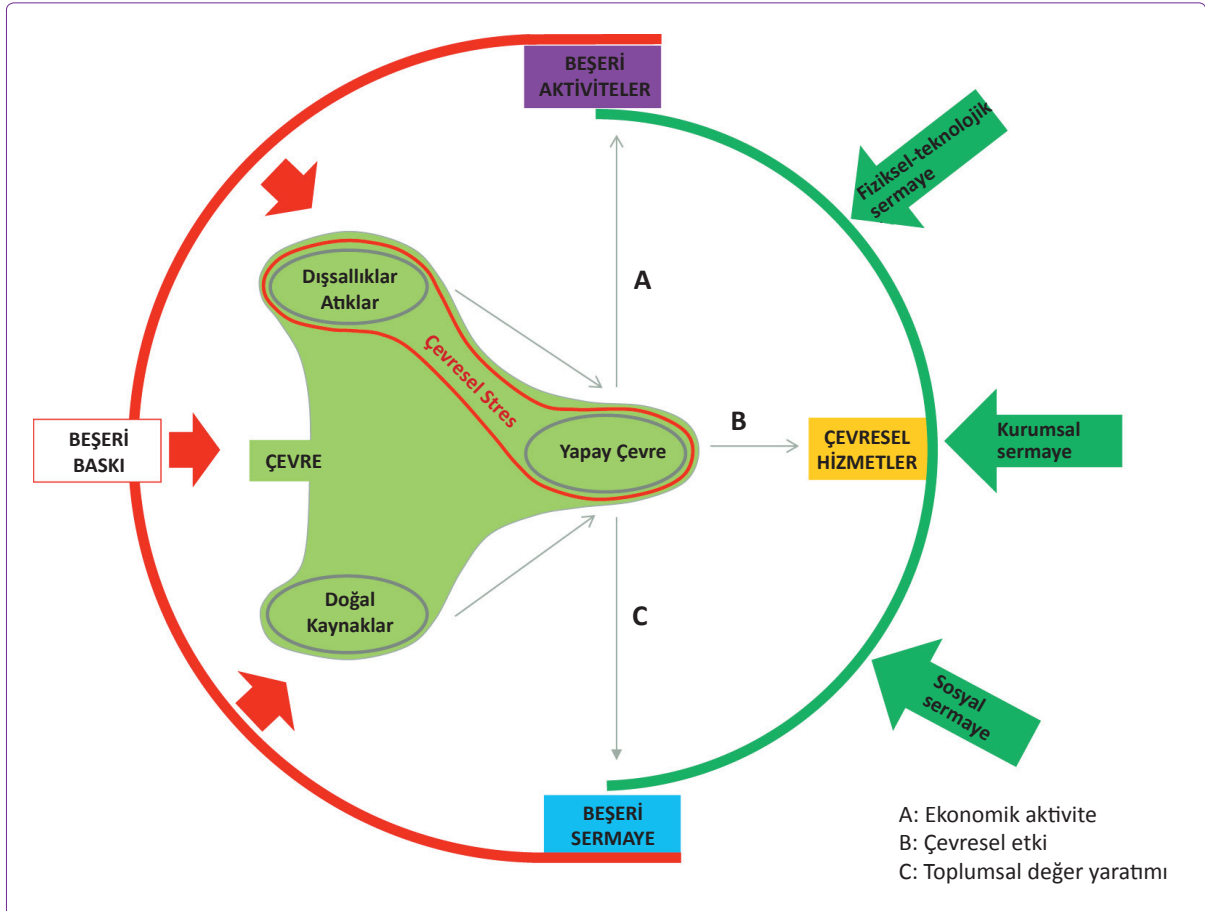 BEŞERİ
AKTİVİTELER
Fiziksel-teknolojik
sermaye
A
Dışsallıklar
Atıklar
Çevresel Stres
BEŞERİ
BASKI
ÇEVRE
Yapay Çevre
B
ÇEVRESEL
HİZMETLER
Kurumsal
sermaye
Doğal
Kaynaklar
C
Sosyal
sermaye
BEŞERİ
SERMAYE
A: Ekonomik aktivite
B: Çevresel etki
C: Toplumsal değer yaratımı